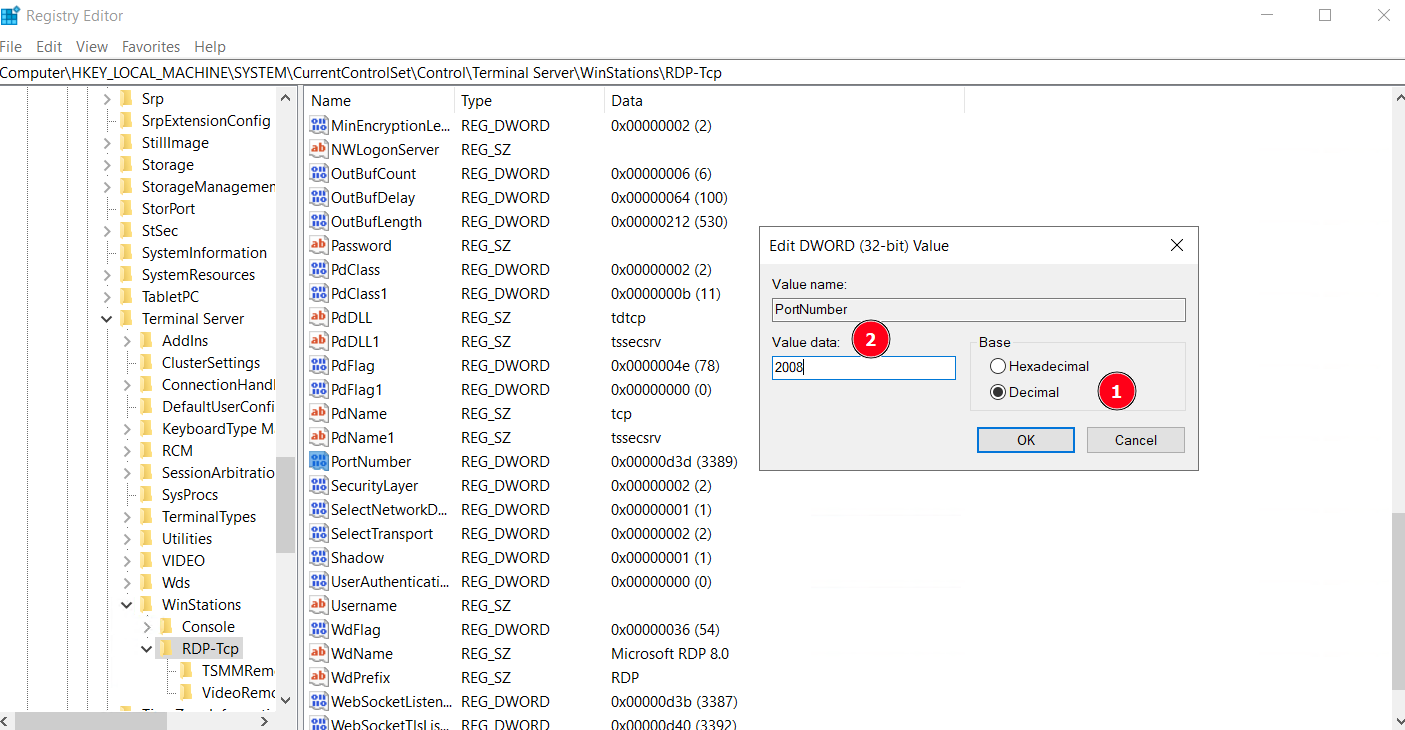 Registry Editor
File Edit View Favorites Help
Computer\HKEY_LOCAL_MACHINE\SYSTEM\CurrentControlSet\Control\Terminal Server\WinStations\RDP-Tcp
Srp
SrpExtensionConfig
StillImage
Storage
StorageManagemen
StorPort
StSec
SystemInformation
SystemResources
TabletPC
Terminal Server
AddIns
ClusterSettings
ConnectionHandl
DefaultUserConfi
KeyboardType M
RCM
SessionArbitratio
SysProcs
TerminalTypes
Utilities
VIDEO
Wds
WinStations
Console
RDP-Tcp
TSMMRem
VideoRemo
Name Type Data
MinEncryptionLe... REG_DWORD 0x00000002 (2)
NWLogonServer REG_SZ
OutBufCount REG_DWORD 0x00000006 (6)
OutBufDelay REG_DWORD 0x00000064 (100)
OutBufLength REG_DWORD 0x00000212 (530)
Password REG_SZ
PdClass REG_DWORD 0x00000002 (2)
PdClass1 REG_DWORD 0x0000000b (11)
PdDLL REG_SZ tdtcp
PdDLL1 REG_SZ tssecsrv
PdFlag REG_DWORD 0x0000004e (78)
PdFlag1 REG_DWORD 0x00000000 (0)
PdName REG_SZ tcp
PdName1 REG_SZ tssecsrv
PortNumber REG_DWORD 0x00000d3d (3389)
SecurityLayer REG_DWORD 0x00000002 (2)
SelectNetworkD... REG_DWORD 0x00000001 (1)
SelectTransport REG_DWORD 0x00000002 (2)
Shadow REG_DWORD 0x00000001 (1)
UserAuthenticati... REG_DWORD 0x00000000 (0)
Username REG_SZ
WdFlag REG_DWORD 0x00000036 (54)
WdName REG_SZ Microsoft RDP 8.0
WdPrefix REG_SZ RDP
WebSocketListen... REG_DWORD 0x00000d3b (3387)
WebSocketTlsLis... REG_DWORD 0x00000d40 (3392)
Edit DWORD (32-bit) Value
Value name:
PortNumber
Value data: 2 Base
2008
Hexadecimal
Decimal 1
OK Cancel